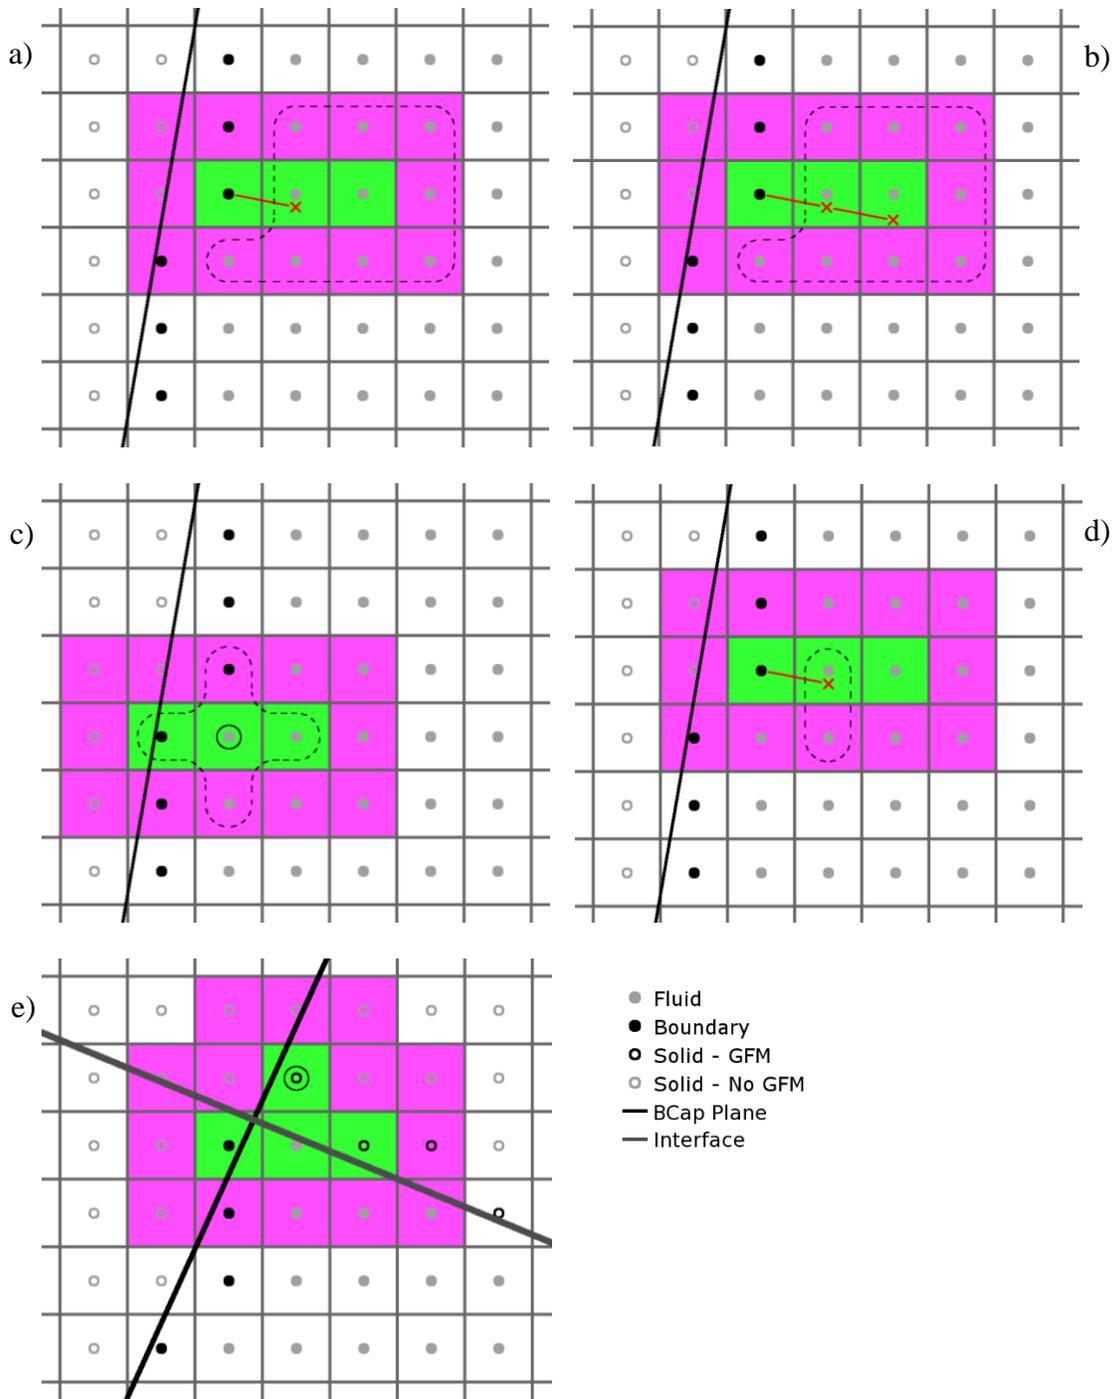 a)
b)
c)
d)
e)
Fluid
Boundary
Solid - GFM
Solid - No GFM
BCap Plane
Interface